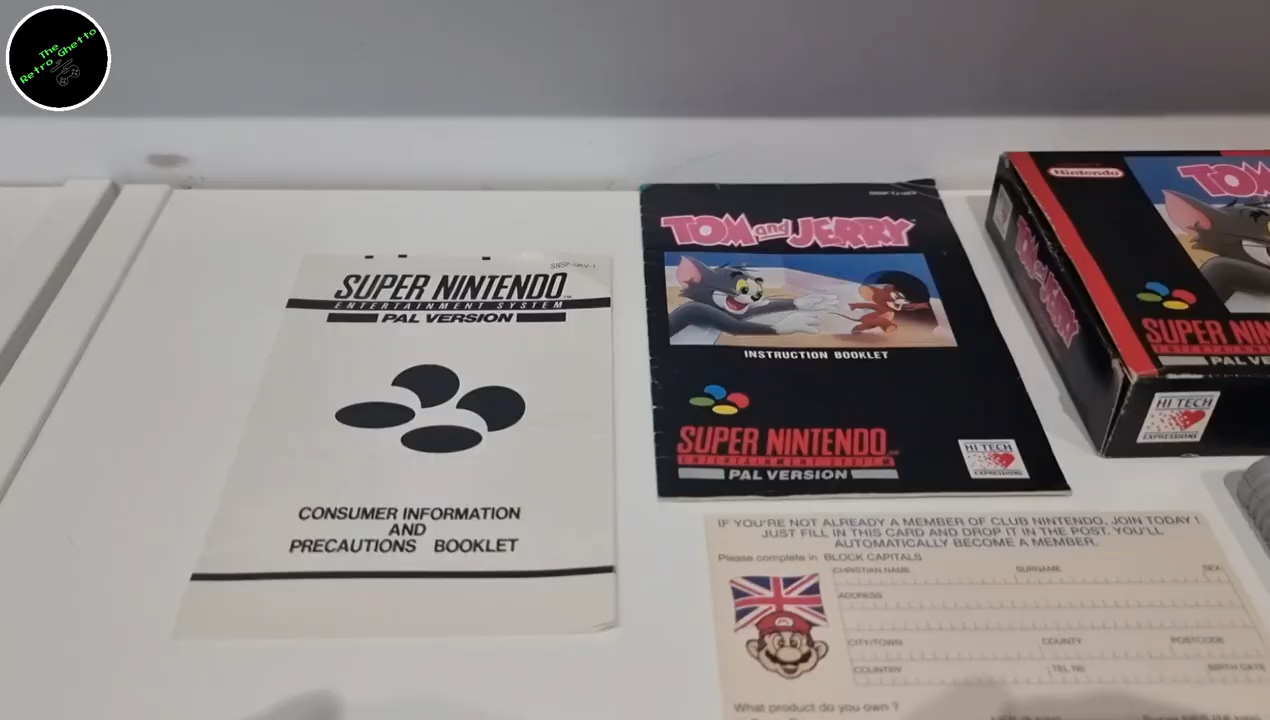 The
Retro Ghetto
SNSP-UKV-1
SUPER NINTENDO
ENTERTAINMENT SYSTEM
PAL VERSION
CONSUMER INFORMATION
AND
PRECAUTIONS BOOKLET
TOM and JERRY
INSTRUCTION BOOKLET
SUPER NINTENDO
ENTERTAINMENT SYSTEM
PAL VERSION
HI TECH
EXPRESSIONS
Nintendo
TOM
TOM and JERRY
SUPER NIN
PAL VE
HI TECH
EXPRESSIONS
IF YOU'RE NOT ALREADY A MEMBER OF CLUB NINTENDO, JOIN TODAY !
JUST FILL IN THIS CARD AND DROP IT IN THE POST. YOU'LL
AUTOMATICALLY BECOME A MEMBER.
Please complete in BLOCK CAPITALS
CHRISTIAN NAME SURNAME SEX
ADDRESS
CITY/TOWN COUNTY POSTCODE
COUNTRY TEL NO BIRTH DATE
What product do you own ?